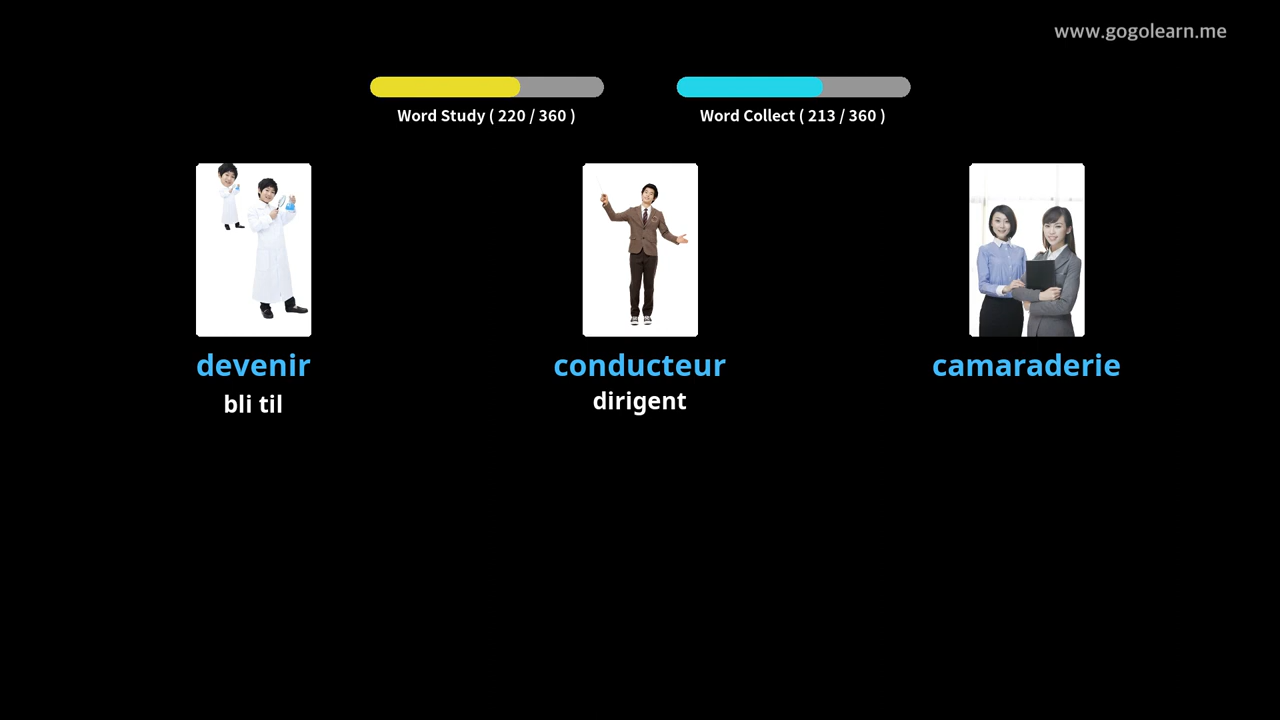 www.gogolearn.me
Word Study ( 220 / 360 )
Word Collect ( 213 / 360 )
devenir
bli til
conducteur
dirigent
camaraderie